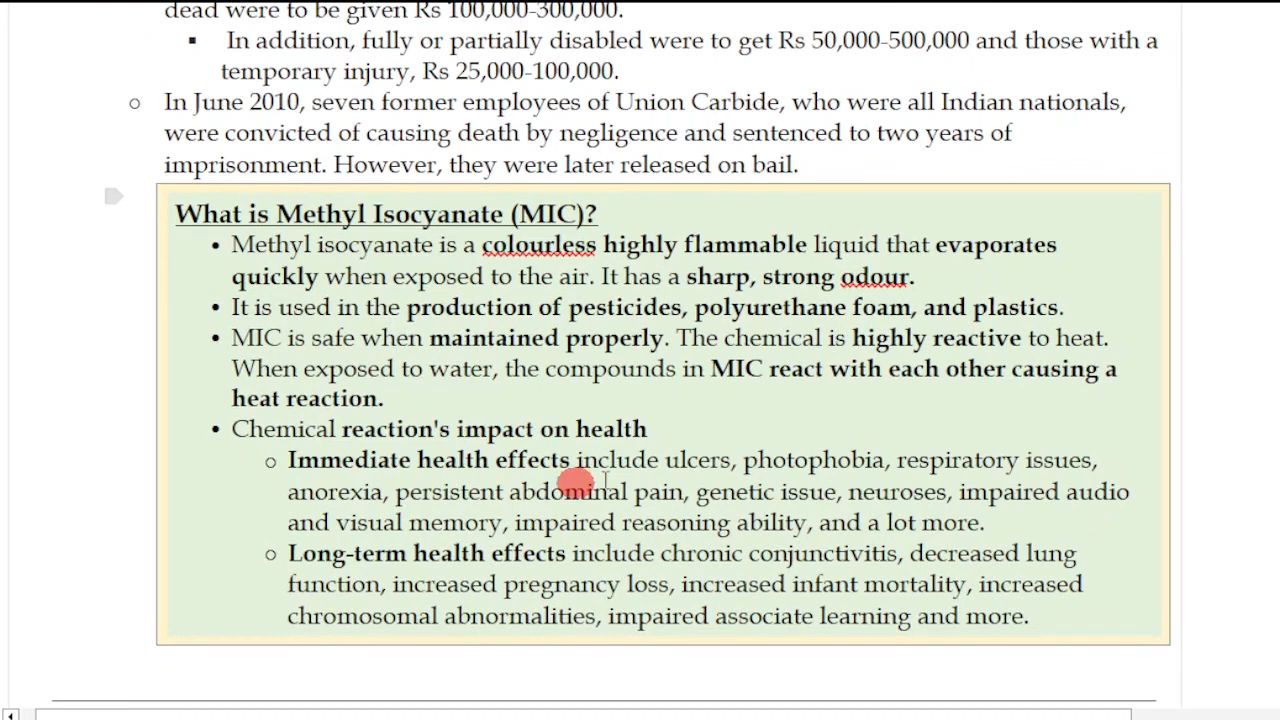 dead were to be given Rs 100,000-300,000.
▪ In addition, fully or partially disabled were to get Rs 50,000-500,000 and those with a
temporary injury, Rs 25,000-100,000.
○ In June 2010, seven former employees of Union Carbide, who were all Indian nationals,
were convicted of causing death by negligence and sentenced to two years of
imprisonment. However, they were later released on bail.
What is Methyl Isocyanate (MIC)?
• Methyl isocyanate is a colourless highly flammable liquid that evaporates
quickly when exposed to the air. It has a sharp, strong odour.
• It is used in the production of pesticides, polyurethane foam, and plastics.
• MIC is safe when maintained properly. The chemical is highly reactive to heat.
When exposed to water, the compounds in MIC react with each other causing a
heat reaction.
• Chemical reaction's impact on health
○ Immediate health effects include ulcers, photophobia, respiratory issues,
anorexia, persistent abdominal pain, genetic issue, neuroses, impaired audio
and visual memory, impaired reasoning ability, and a lot more.
○ Long-term health effects include chronic conjunctivitis, decreased lung
function, increased pregnancy loss, increased infant mortality, increased
chromosomal abnormalities, impaired associate learning and more.